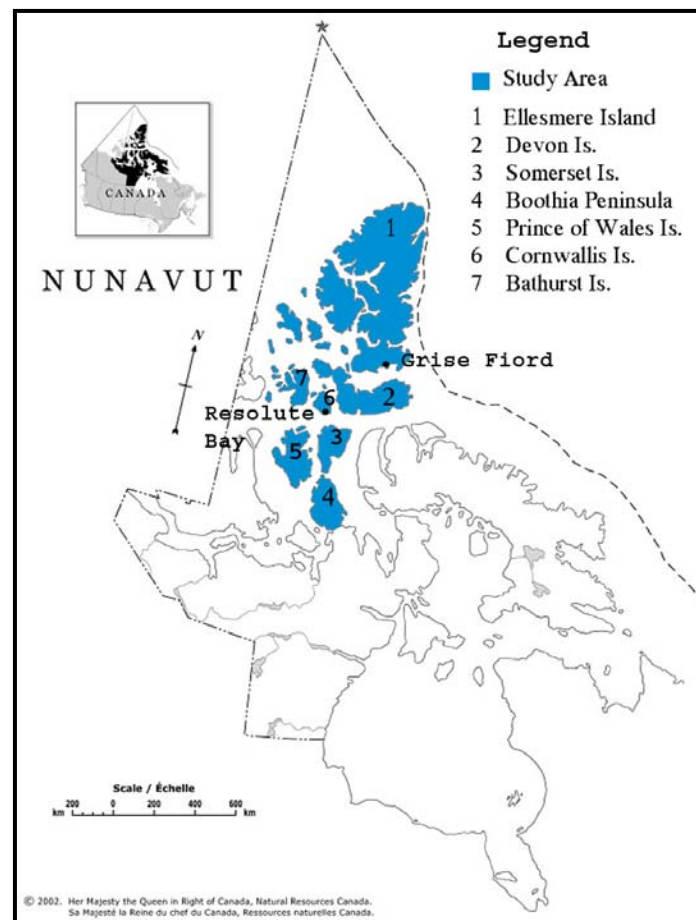 Legend
Study Area
1 Ellesmere Island
2 Devon Is.
3 Somerset Is.
4 Boothia Peninsula
5 Prince of Wales Is.
6 Cornwallis Is.
7 Bathurst Is.
CANADA
NUNAVUT
N
1
Grise Fiord
7
6
2
Resolute
Bay
3
5
4
Scale / Échelle
200 0 200 400 600
km km
© 2002. Her Majesty the Queen in Right of Canada, Natural Resources Canada.
Sa Majesté la Reine du chef du Canada, Ressources naturelles Canada.